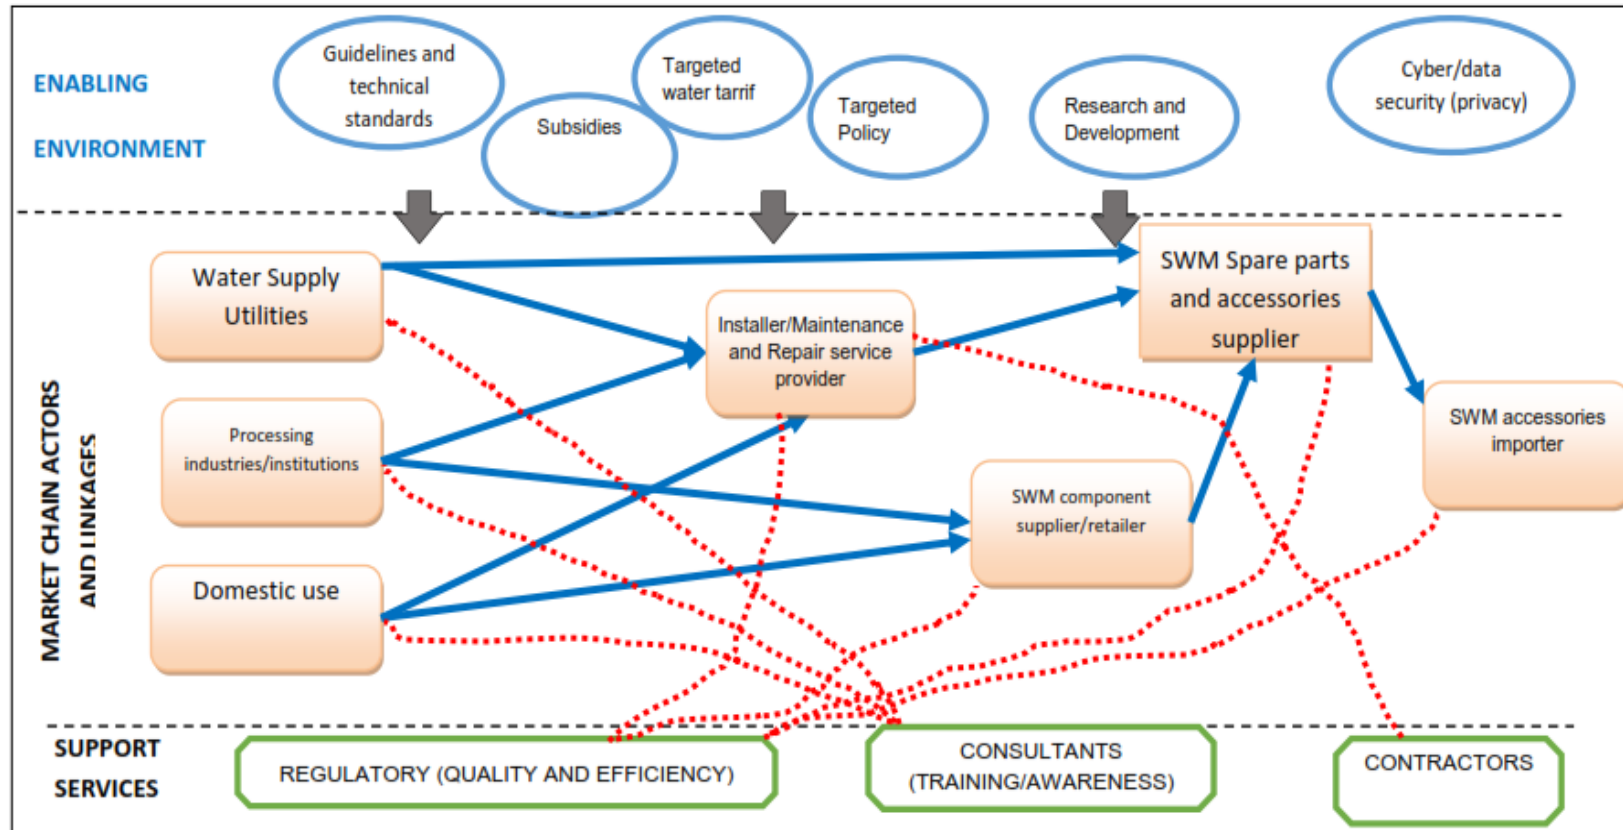 ENABLING
ENVIRONMENT
Guidelines and
technical
standards
Subsidies
Targeted
water tarrif
Targeted
Policy
Research and
Development
Cyber/data
security (privacy)
MARKET CHAIN ACTORS
AND LINKAGES
Water Supply
Utilities
Processing
industries/institutions
Domestic use
Installer/Maintenance
and Repair service
provider
SWM component
supplier/retailer
SWM Spare parts
and accessories
supplier
SWM accessories
importer
SUPPORT
SERVICES
REGULATORY (QUALITY AND EFFICIENCY)
CONSULTANTS
(TRAINING/AWARENESS)
CONTRACTORS